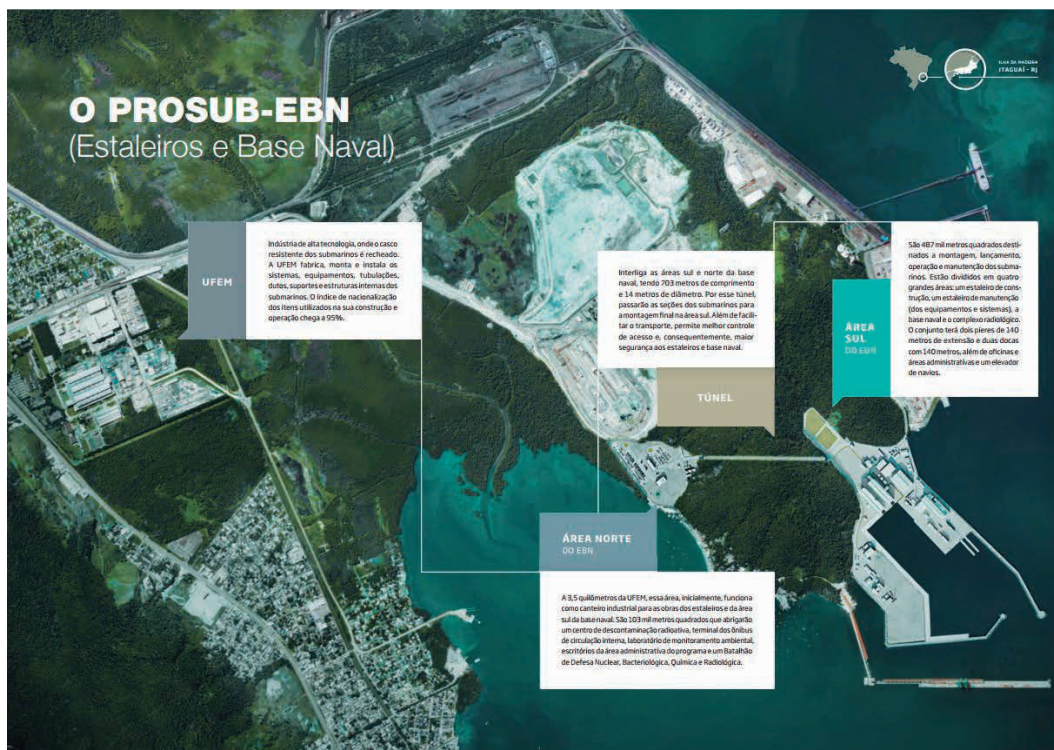 O PROSUB-EBN
(Estaleiros e Base Naval)
ILHA DA MADEIRA
ITAGUAÍ - RJ
UFEM
Indústria de alta tecnologia, onde o casco
resistente dos submarinos é recheado.
A UFEM fabrica, monta e instala os
sistemas, equipamentos, tubulações,
dutos, suportes e estruturas internas dos
submarinos. O índice de nacionalização
dos itens utilizados na sua construção e
operação chega a 95%.
Interliga as áreas sul e norte da base
naval, tendo 703 metros de comprimento
e 14 metros de diâmetro. Por esse túnel,
passarão as seções dos submarinos para
a montagem final na área sul. Além de facili-
tar o transporte, permite melhor controle
de acesso e, consequentemente, maior
segurança aos estaleiros e base naval.
TÚNEL
ÁREA
SUL
DO EBN
São 487 mil metros quadrados desti-
nados a montagem, lançamento,
operação e manutenção dos subma-
rinos. Estão divididos em quatro
grandes áreas: um estaleiro de cons-
trução, um estaleiro de manutenção
(dos equipamentos e sistemas), a
base naval e o complexo radiológico.
O conjunto terá dois píeres de 140
metros de extensão e duas docas
com 140 metros, além de oficinas e
áreas administrativas e um elevador
de navios.
ÁREA NORTE
DO EBN
A 3,5 quilômetros da UFEM, essa área, inicialmente, funciona
como canteiro industrial para as obras dos estaleiros e da área
sul da base naval. São 103 mil metros quadrados que abrigarão
um centro de descontaminação radioativa, terminal dos ônibus
de circulação interna, laboratório de monitoramento ambiental,
escritórios da área administrativa do programa e um Batalhão
de Defesa Nuclear, Bacteriológica, Química e Radiológica.